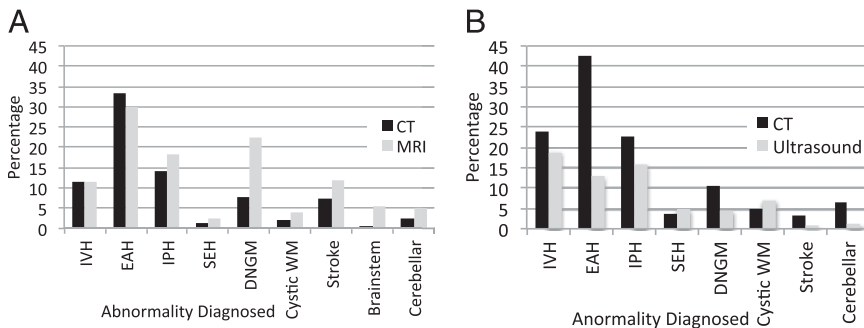 A
45
40
35
30
25
20
15
10
5
0
Percentage
CT
MRI
IVH
EAH
IPH
SEH
DNGM
Cystic WM
Stroke
Brainstem
Cerebellar
Abnormality Diagnosed
B
45
40
35
30
25
20
15
10
5
0
Percentage
CT
Ultrasound
IVH
EAH
IPH
SEH
DNGM
Cystic WM
Stroke
Cerebellar
Anormality Diagnosed